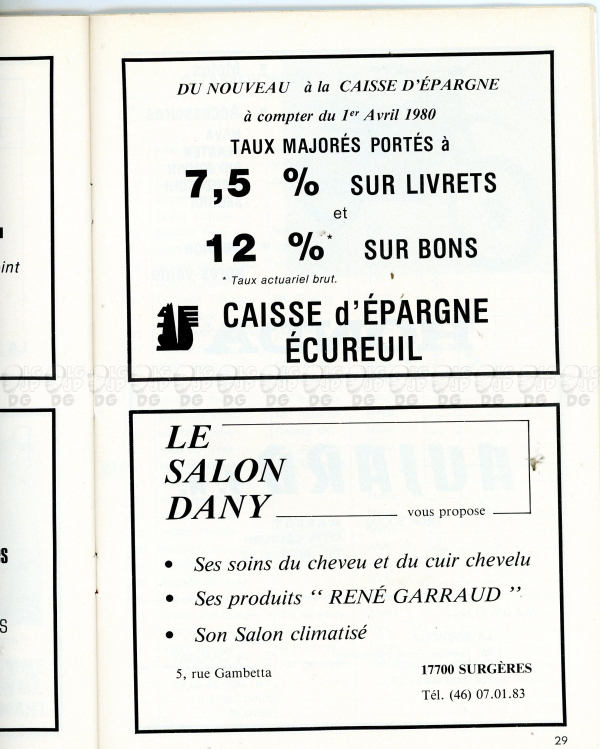 DU NOUVEAU à la CAISSE D'ÉPARGNE
à compter du 1er Avril 1980
TAUX MAJORÉS PORTÉS à
7,5 % SUR LIVRETS
et
12 %* SUR BONS
* Taux actuariel brut.
CAISSE d'ÉPARGNE
ÉCUREUIL
LE
SALON
DANY
vous propose
• Ses soins du cheveu et du cuir chevelu
• Ses produits “ RENÉ GARRAUD ”
• Son Salon climatisé
5, rue Gambetta
17700 SURGÈRES
Tél. (46) 07.01.83
29